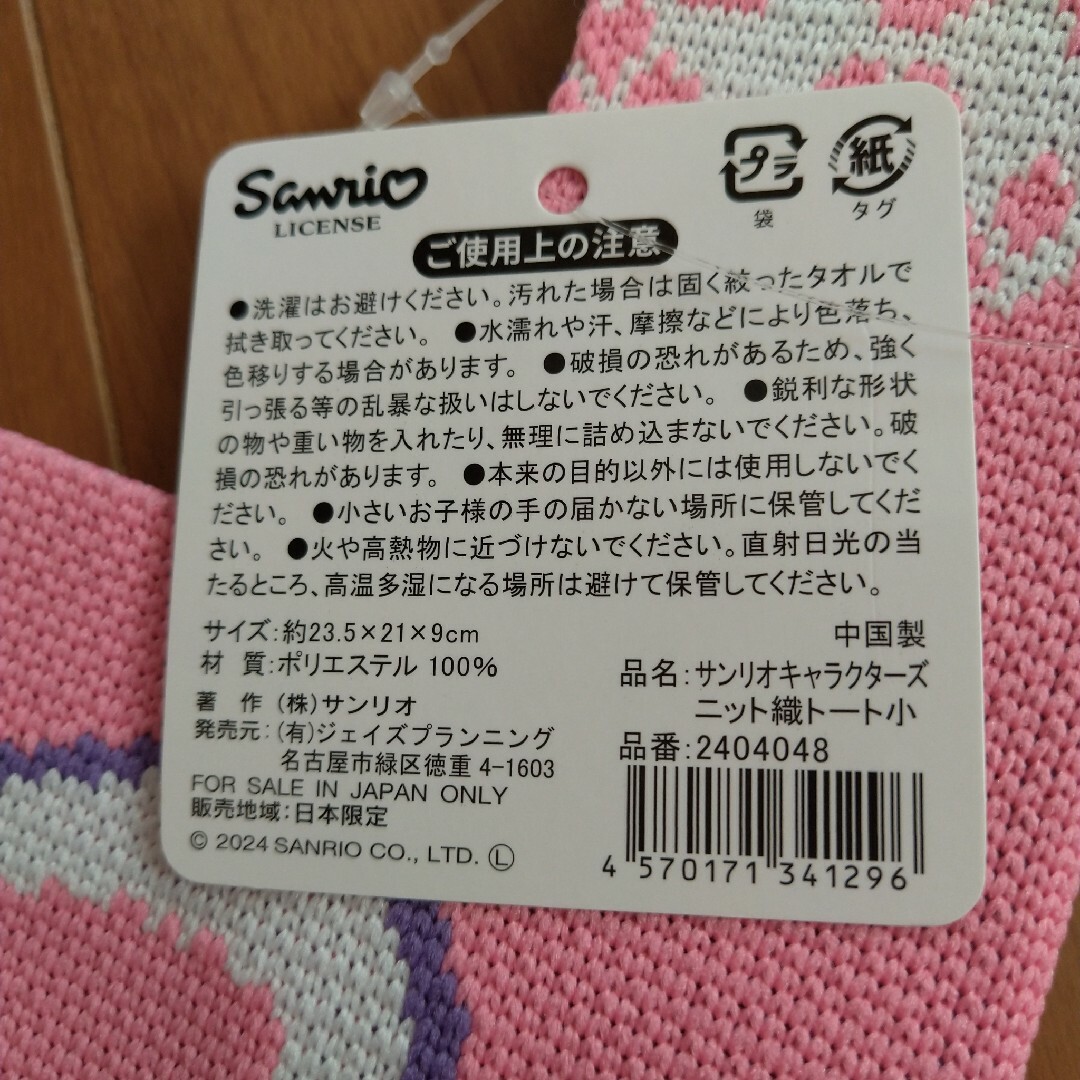 Sanrio
LICENSE
プラ
袋
紙
タグ
ご使用上の注意
●洗濯はお避けください。汚れた場合は固く絞ったタオルで
拭き取ってください。 ●水濡れや汗、摩擦などにより色落ち、
色移りする場合があります。 ●破損の恐れがあるため、強く
引っ張る等の乱暴な扱いはしないでください。 ●鋭利な形状
の物や重い物を入れたり、無理に詰め込まないでください。破
損の恐れがあります。 ●本来の目的以外には使用しないでく
ださい。 ●小さいお子様の手の届かない場所に保管してくだ
さい。 ●火や高熱物に近づけないでください。直射日光の当
たるところ、高温多湿になる場所は避けて保管してください。
サイズ:約23.5×21×9cm
材 質:ポリエステル 100%
著 作 (株)サンリオ
発売元:(有)ジェイズプランニング
名古屋市緑区徳重 4-1603
FOR SALE IN JAPAN ONLY
販売地域:日本限定
© 2024 SANRIO CO., LTD. Ⓛ
中国製
品名:サンリオキャラクターズ
ニット織トート小
品番:2404048
4 570171 341296